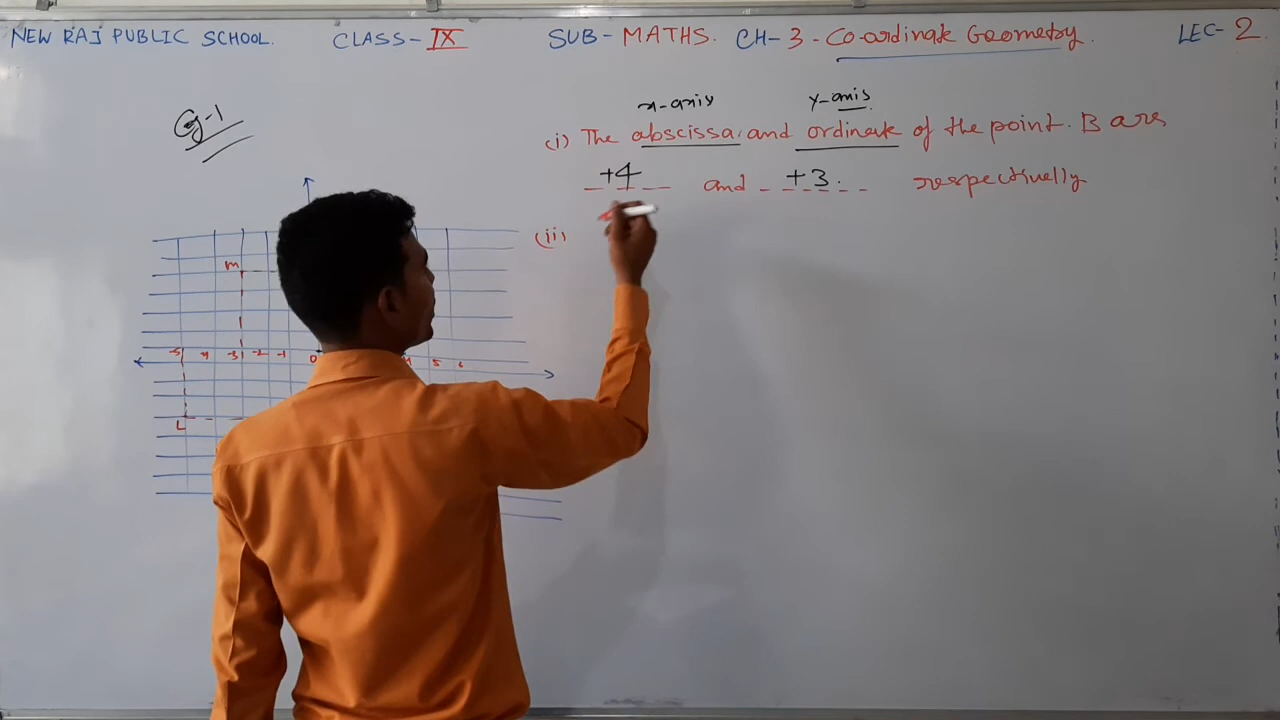 NEW RAJ PUBLIC SCHOOL. CLASS-IX SUB-MATHS. CH-3-Co-ordinate Geometry. LEC-2
x-axis y-axis
(i) The abscissa and ordinate of the point B are
+4 and +3 respectively
(ii)
M
-5 -4 -3 -2 -1 0 5 6
L